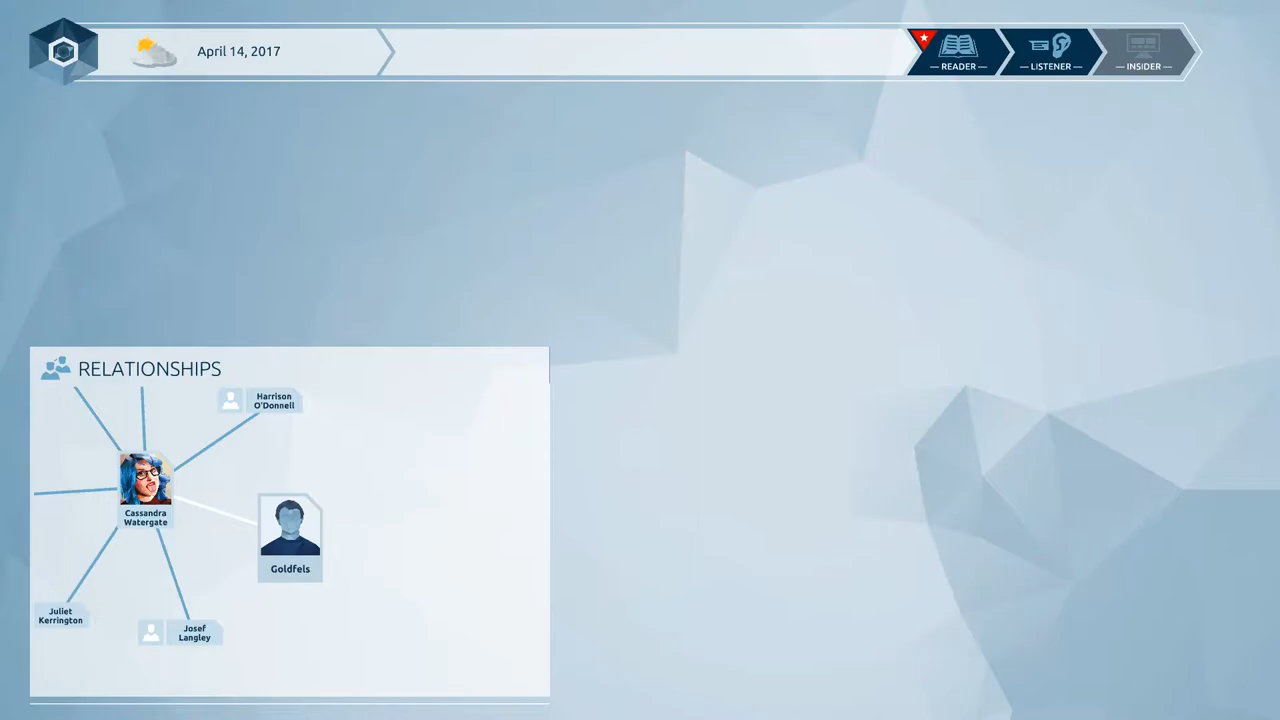 April 14, 2017
— READER —
— LISTENER —
— INSIDER —
RELATIONSHIPS
Harrison
O'Donnell
Cassandra
Watergate
Goldfels
Juliet
Kerrington
Josef
Langley